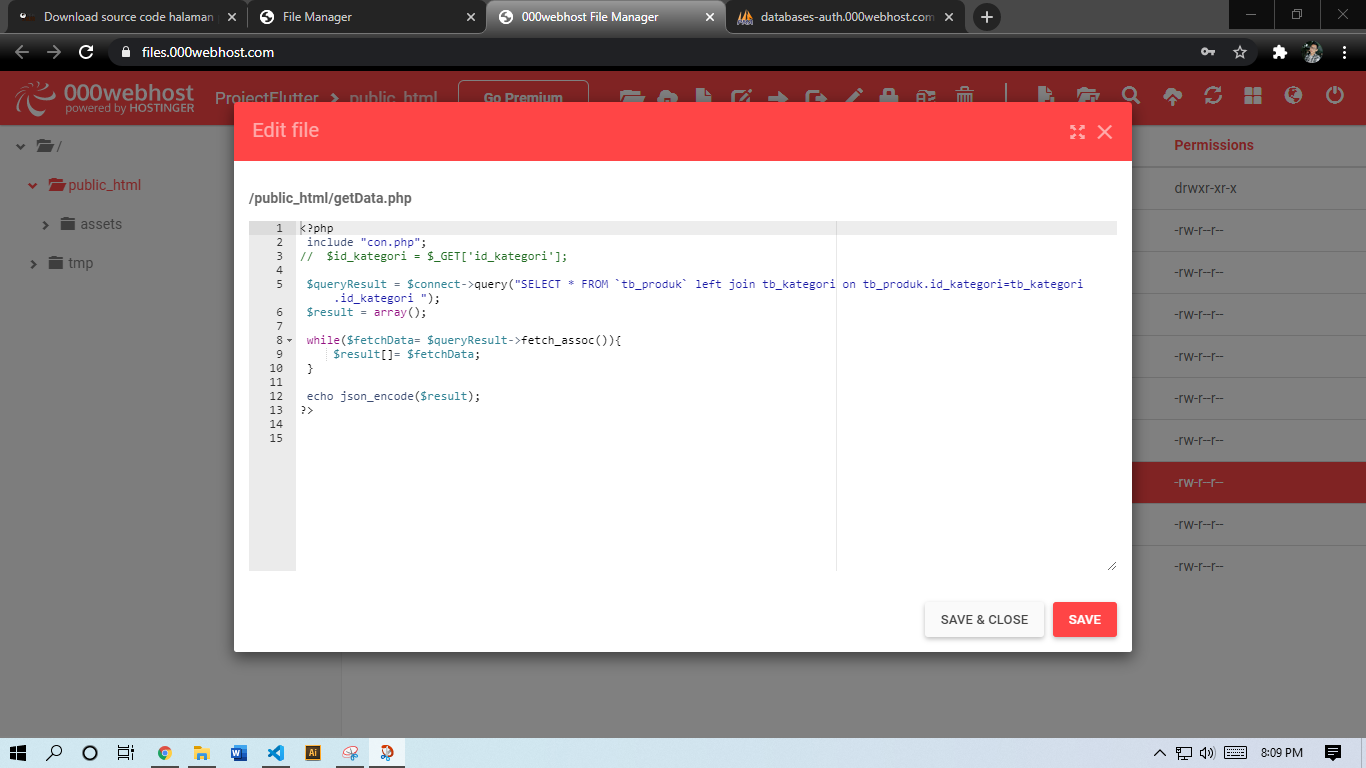 Download source code halaman
File Manager
000webhost File Manager
databases-auth.000webhost.com
files.000webhost.com
000webhost
powered by HOSTINGER
ProjectFlutter > public_html
Go Premium
Edit file
/
public_html
assets
tmp
Permissions
drwxr-xr-x
-rw-r--r--
-rw-r--r--
-rw-r--r--
-rw-r--r--
-rw-r--r--
-rw-r--r--
-rw-r--r--
-rw-r--r--
-rw-r--r--
-rw-r--r--
/public_html/getData.php
1 <?php
2 include "con.php";
3 //  $id_kategori = $_GET['id_kategori'];
4
5 $queryResult = $connect->query("SELECT * FROM `tb_produk` left join tb_kategori on tb_produk.id_kategori=tb_kategori
.id_kategori ");
6 $result = array();
7
8 while($fetchData= $queryResult->fetch_assoc()){
9 $result[]= $fetchData;
10 }
11
12 echo json_encode($result);
13 ?>
14
15
SAVE & CLOSE
SAVE
8:09 PM